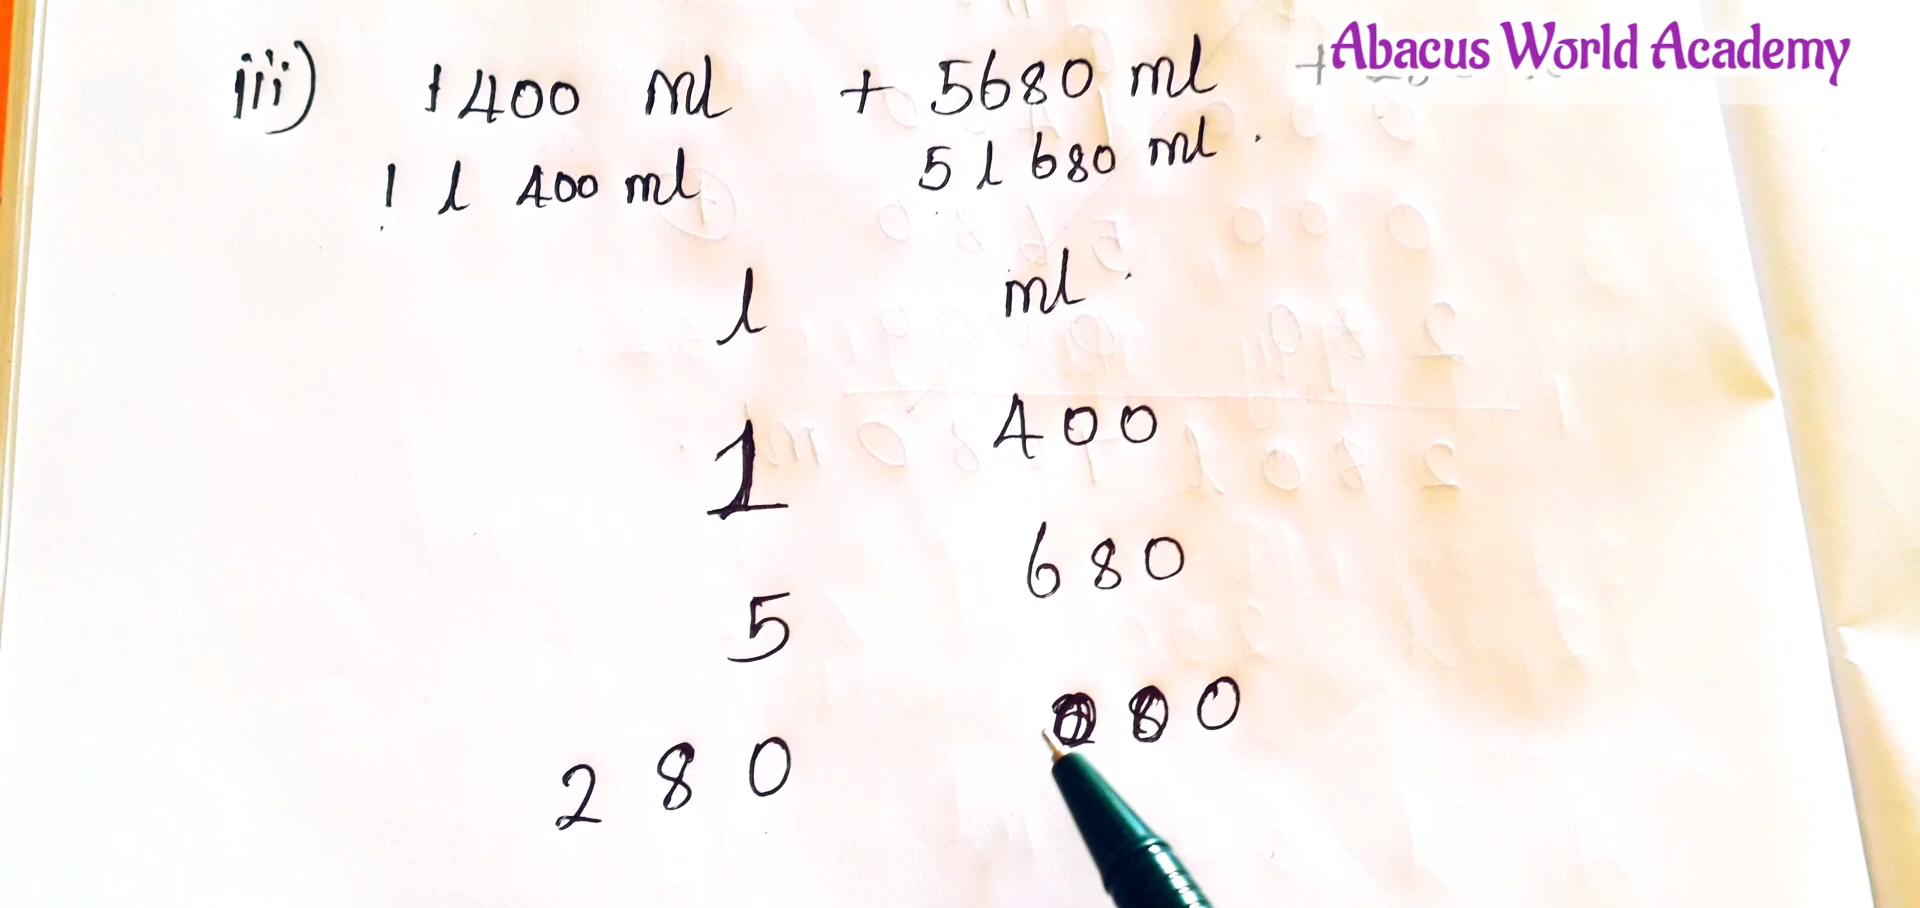 Abacus World Academy
iii) 1400 ml + 5680 ml +
1 l 400 ml 5 l 680 ml.
l ml.
1 400
5 680
280 080